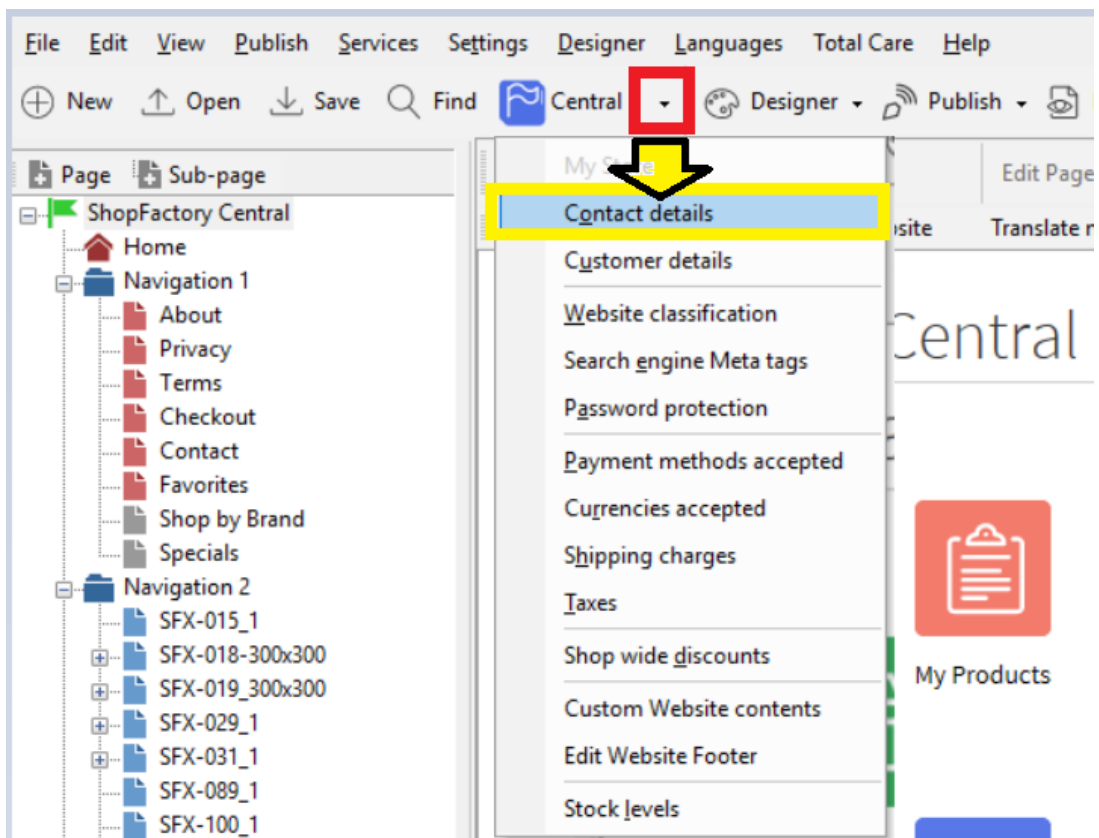 File Edit View Publish Services Settings Designer Languages Total Care Help
New Open Save Find Central Designer Publish
Page Sub-page
ShopFactory Central
Home
Navigation 1
About
Privacy
Terms
Checkout
Contact
Favorites
Shop by Brand
Specials
Navigation 2
SFX-015_1
SFX-018-300x300
SFX-019_300x300
SFX-029_1
SFX-031_1
SFX-089_1
SFX-100_1
My Store
Contact details
Customer details
Website classification
Search engine Meta tags
Password protection
Payment methods accepted
Currencies accepted
Shipping charges
Taxes
Shop wide discounts
Custom Website contents
Edit Website Footer
Stock levels
Edit Page
site Translate
Central
My Products